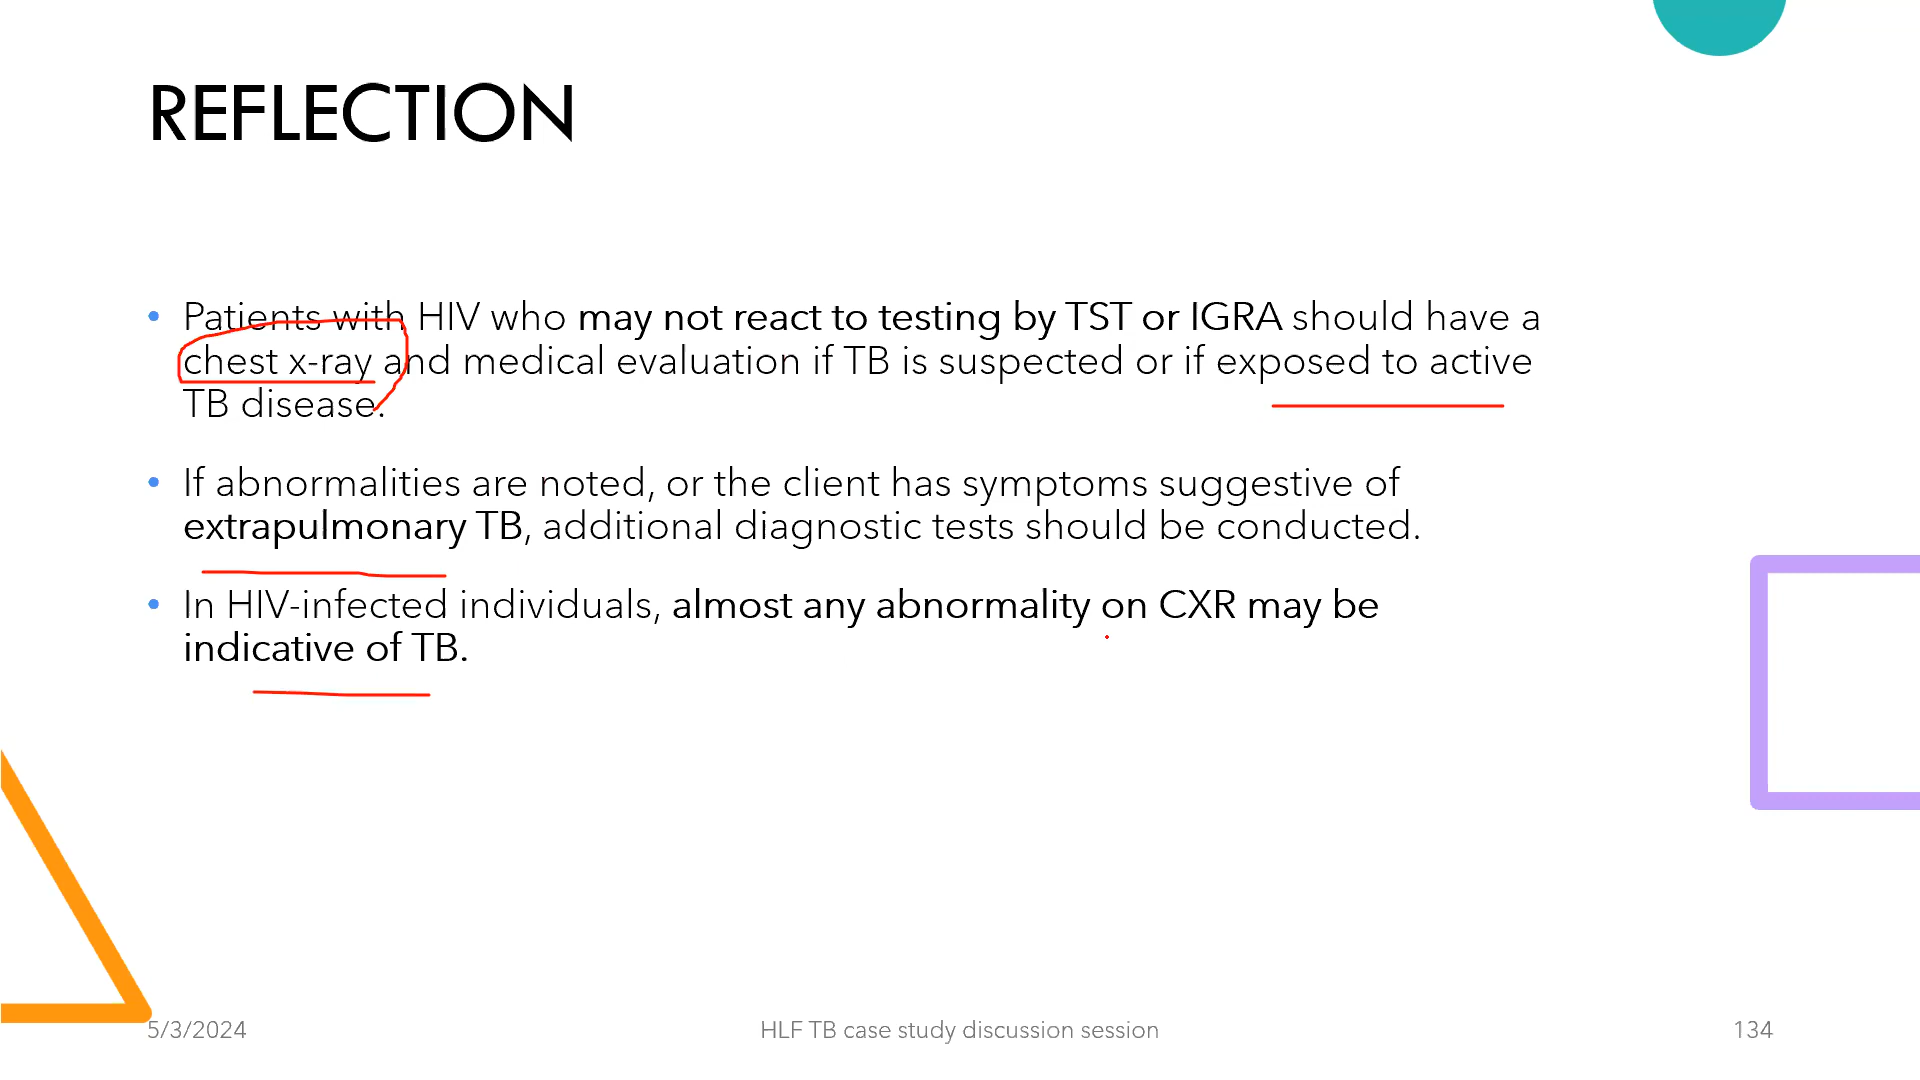 REFLECTION
• Patients with HIV who may not react to testing by TST or IGRA should have a
chest x-ray and medical evaluation if TB is suspected or if exposed to active
TB disease.
• If abnormalities are noted, or the client has symptoms suggestive of
extrapulmonary TB, additional diagnostic tests should be conducted.
• In HIV-infected individuals, almost any abnormality on CXR may be
indicative of TB.
5/3/2024
HLF TB case study discussion session
134